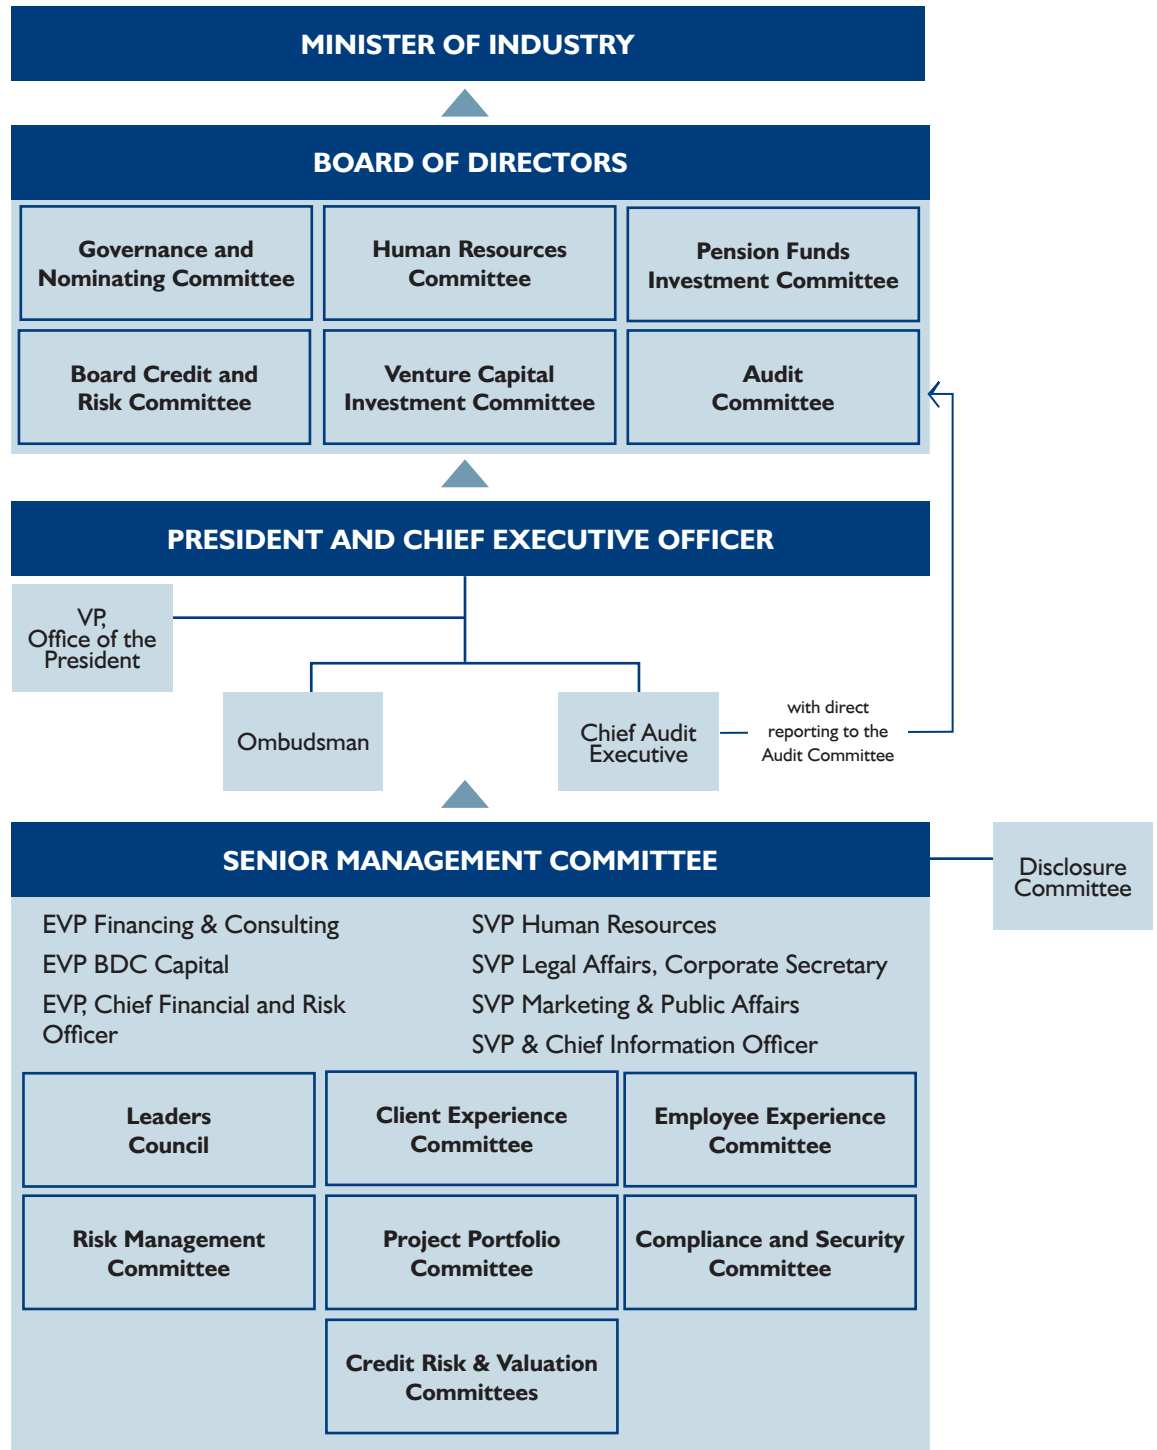 MINISTER OF INDUSTRY
BOARD OF DIRECTORS
Governance and
Nominating Committee
Human Resources
Committee
Pension Funds
Investment Committee
Board Credit and
Risk Committee
Venture Capital
Investment Committee
Audit
Committee
PRESIDENT AND CHIEF EXECUTIVE OFFICER
VP,
Office of the
President
Ombudsman
Chief Audit
Executive
with direct
reporting to the
Audit Committee
SENIOR MANAGEMENT COMMITTEE
Disclosure
Committee
EVP Financing & Consulting
EVP BDC Capital
EVP, Chief Financial and Risk
Officer
SVP Human Resources
SVP Legal Affairs, Corporate Secretary
SVP Marketing & Public Affairs
SVP & Chief Information Officer
Leaders
Council
Client Experience
Committee
Employee Experience
Committee
Risk Management
Committee
Project Portfolio
Committee
Compliance and Security
Committee
Credit Risk & Valuation
Committees